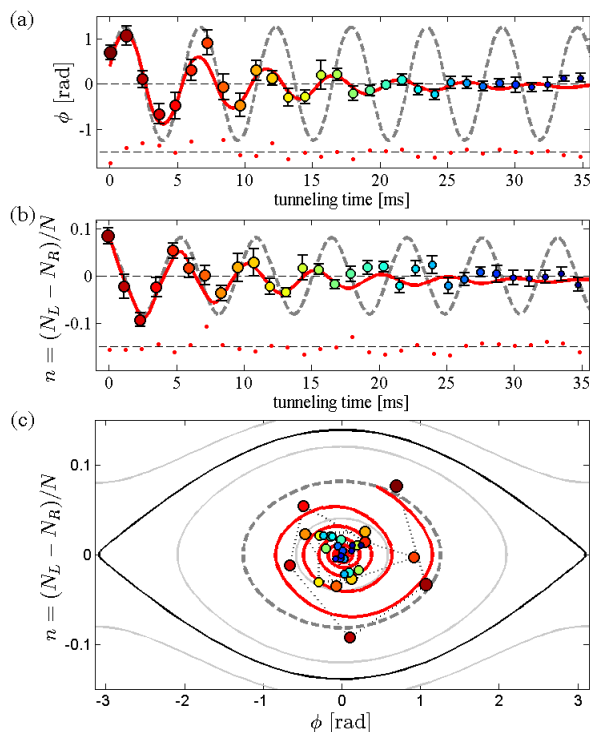 (a)
1
0
-1
ϕ [rad]
0 5 10 15 20 25 30 35
tunneling time [ms]
(b)
0.1
0
-0.1
n = (N_L − N_R)/N
0 5 10 15 20 25 30 35
tunneling time [ms]
(c)
0.1
0
-0.1
n = (N_L − N_R)/N
-3 -2 -1 0 1 2 3
ϕ [rad]